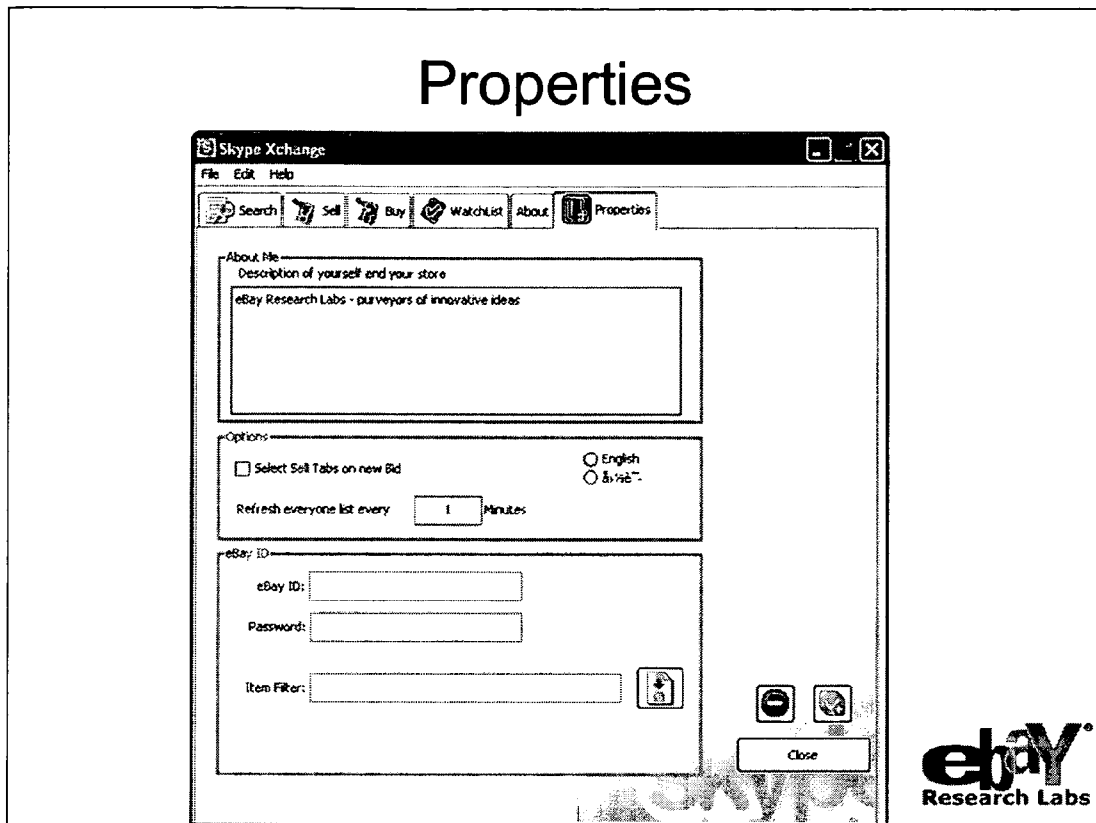 Properties
Skype Xchange
File Edit Help
Search Sell Buy WatchList About Properties
About Me
Description of yourself and your store
eBay Research Labs - purveyors of innovative ideas
Options
Select Sell Tabs on new Bid
English
Refresh everyone list every 1 Minutes
eBay ID
eBay ID:
Password:
Item Filter:
Close
skype
ebaY
Research Labs